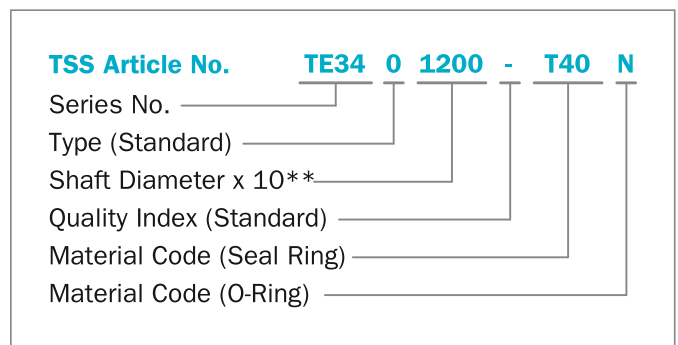 TSS Article No. TE34 0 1200 - T40 N
Series No.
Type (Standard)
Shaft Diameter x 10**
Quality Index (Standard)
Material Code (Seal Ring)
Material Code (O-Ring)